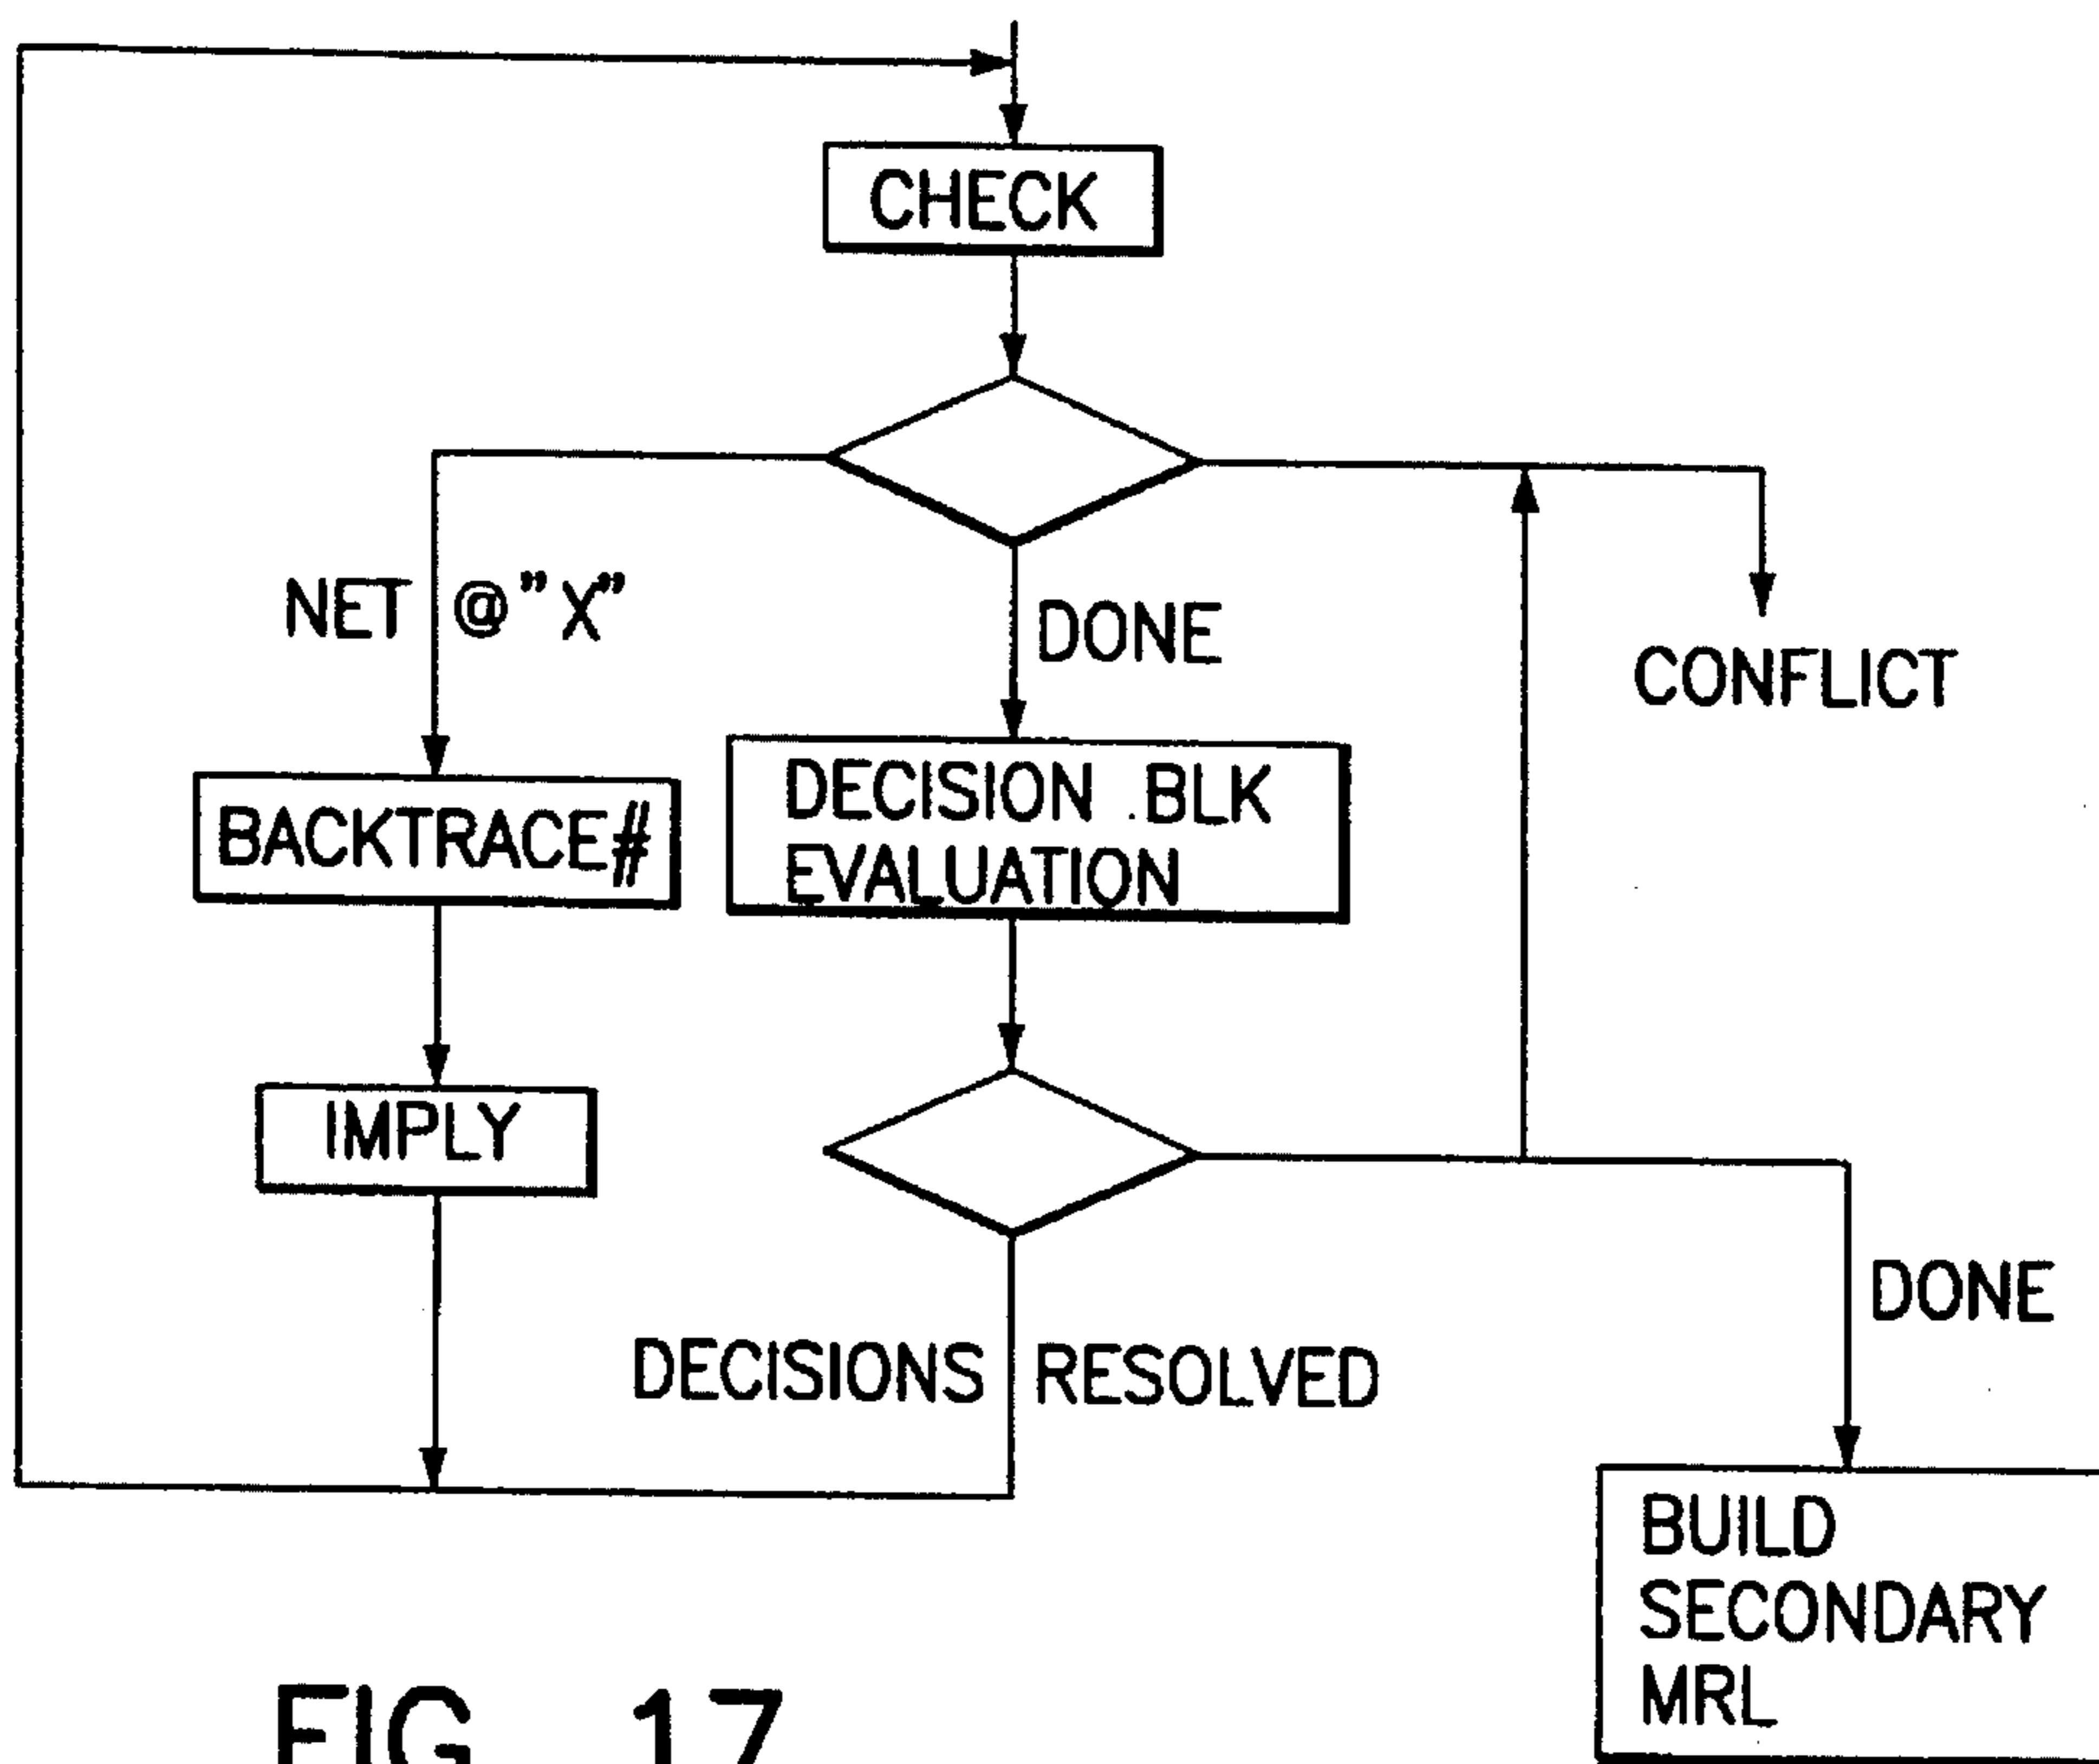 CHECK
NET @"X"
DONE
CONFLICT
DECISION .BLK
EVALUATION
BACKTRACE#
IMPLY
DECISIONS RESOLVED
DONE
BUILD
SECONDARY
MRL
FIG. 17